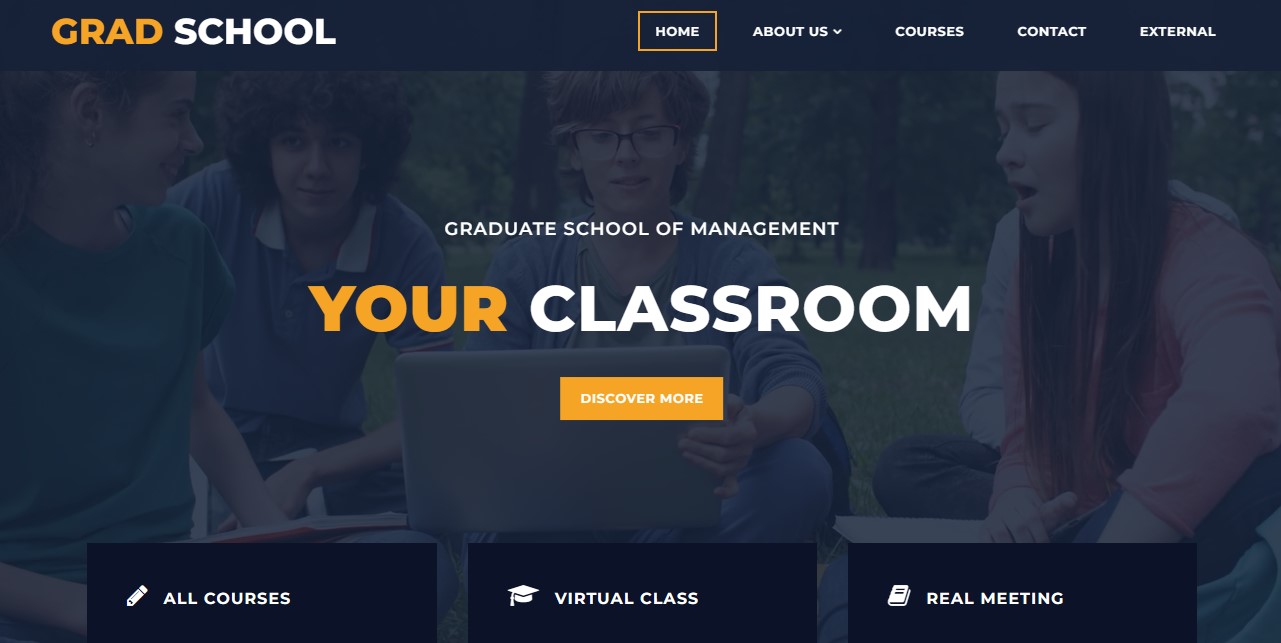 GRAD SCHOOL
HOME
ABOUT US
COURSES
CONTACT
EXTERNAL
GRADUATE SCHOOL OF MANAGEMENT
YOUR CLASSROOM
DISCOVER MORE
ALL COURSES
VIRTUAL CLASS
REAL MEETING